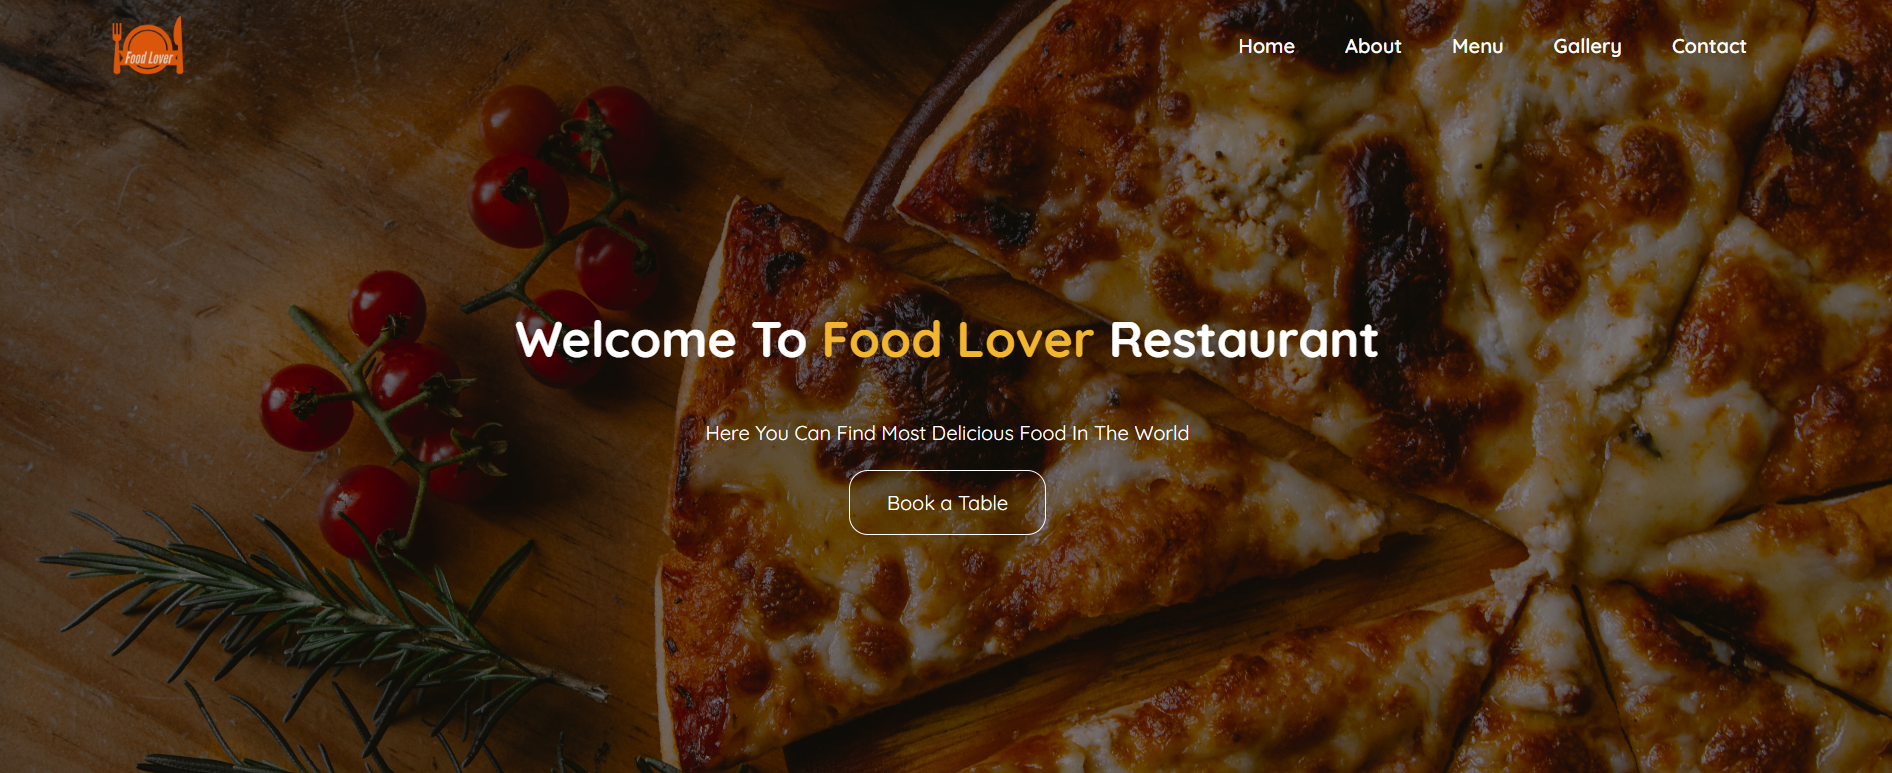 Food Lover
Home About Menu Gallery Contact
Welcome To Food Lover Restaurant
Here You Can Find Most Delicious Food In The World
Book a Table